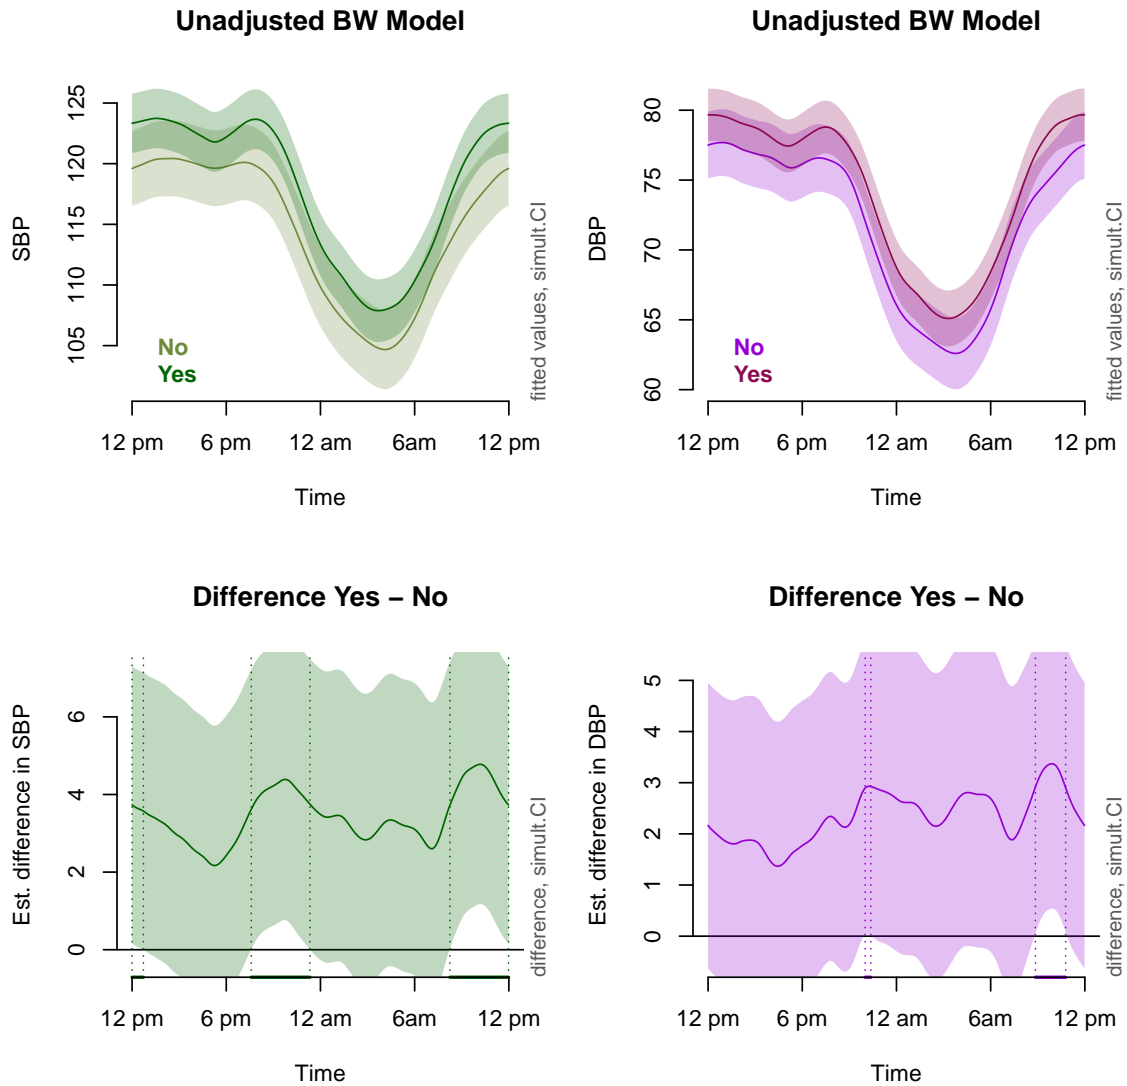 Unadjusted BW Model
SBP
105 110 115 120 125
No
Yes
12 pm 6 pm 12 am 6am 12 pm
Time
fitted values, simult.CI
Unadjusted BW Model
DBP
60 65 70 75 80
No
Yes
12 pm 6 pm 12 am 6am 12 pm
Time
fitted values, simult.CI
Difference Yes − No
Est. difference in SBP
0 2 4 6
12 pm 6 pm 12 am 6am 12 pm
Time
difference, simult.CI
Difference Yes − No
Est. difference in DBP
0 1 2 3 4 5
12 pm 6 pm 12 am 6am 12 pm
Time
difference, simult.CI